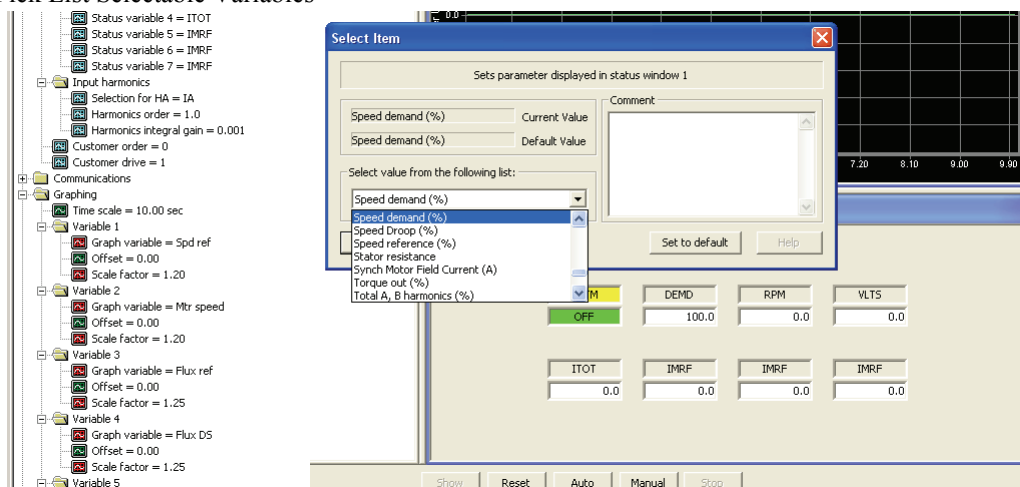 Pick List Selectable Variables
Status variable 4 = ITOT
Status variable 5 = IMRF
Status variable 6 = IMRF
Status variable 7 = IMRF
Input harmonics
Selection for HA = IA
Harmonics order = 1.0
Harmonics integral gain = 0.001
Customer order = 0
Customer drive = 1
Communications
Graphing
Time scale = 10.00 sec
Variable 1
Graph variable = Spd ref
Offset = 0.00
Scale factor = 1.20
Variable 2
Graph variable = Mtr speed
Offset = 0.00
Scale factor = 1.20
Variable 3
Graph variable = Flux ref
Offset = 0.00
Scale factor = 1.25
Variable 4
Graph variable = Flux DS
Offset = 0.00
Scale factor = 1.25
Variable 5
0.0
7.20 8.10 9.00 9.90
Select Item
Sets parameter displayed in status window 1
Speed demand (%) Current Value
Speed demand (%) Default Value
Comment
Select value from the following list:
Speed demand (%)
Speed demand (%)
Speed Droop (%)
Speed reference (%)
Stator resistance
Synch Motor Field Current (A)
Torque out (%)
Total A, B harmonics (%)
Set to default Help
DEMD RPM VLTS
OFF 100.0 0.0 0.0
ITOT IMRF IMRF IMRF
0.0 0.0 0.0 0.0
Show Reset Auto Manual Stop